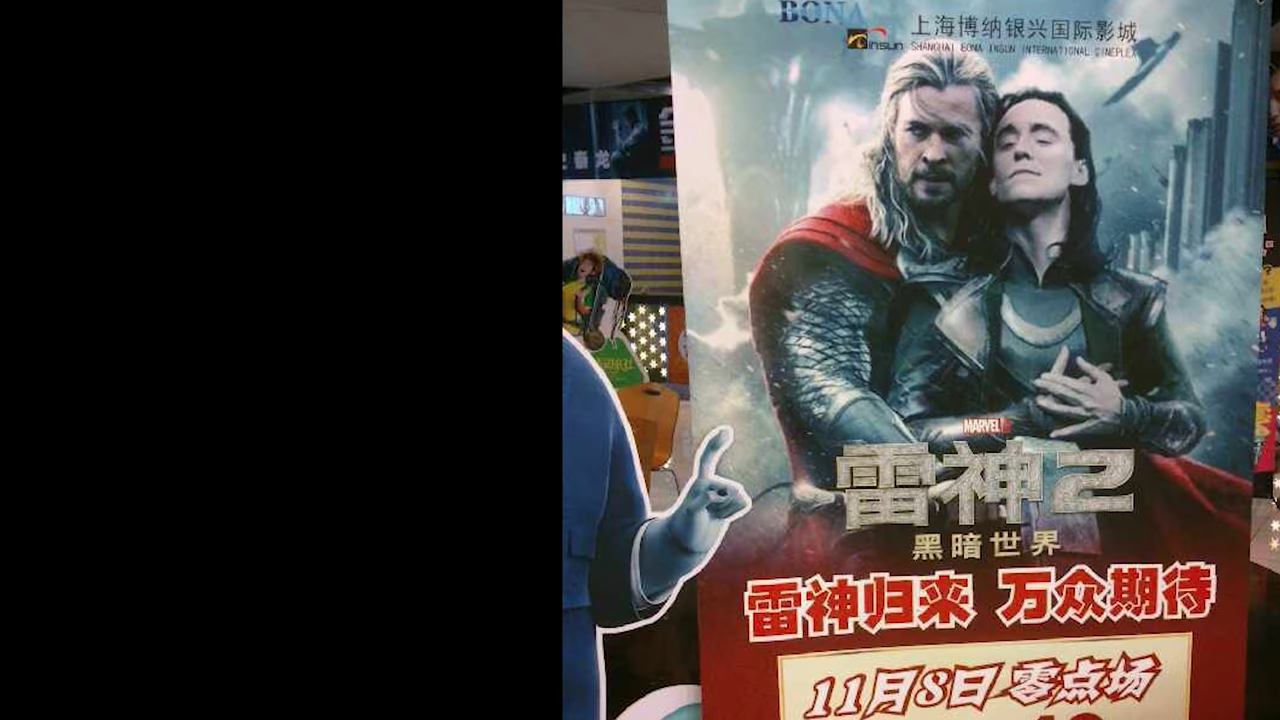 BONA
insun 上海博纳银兴国际影城
SHANGHAI BONA INSUN INTERNATIONAL CINEPLEX
MARVEL
雷神2
黑暗世界
雷神归来 万众期待
11月8日 零点场